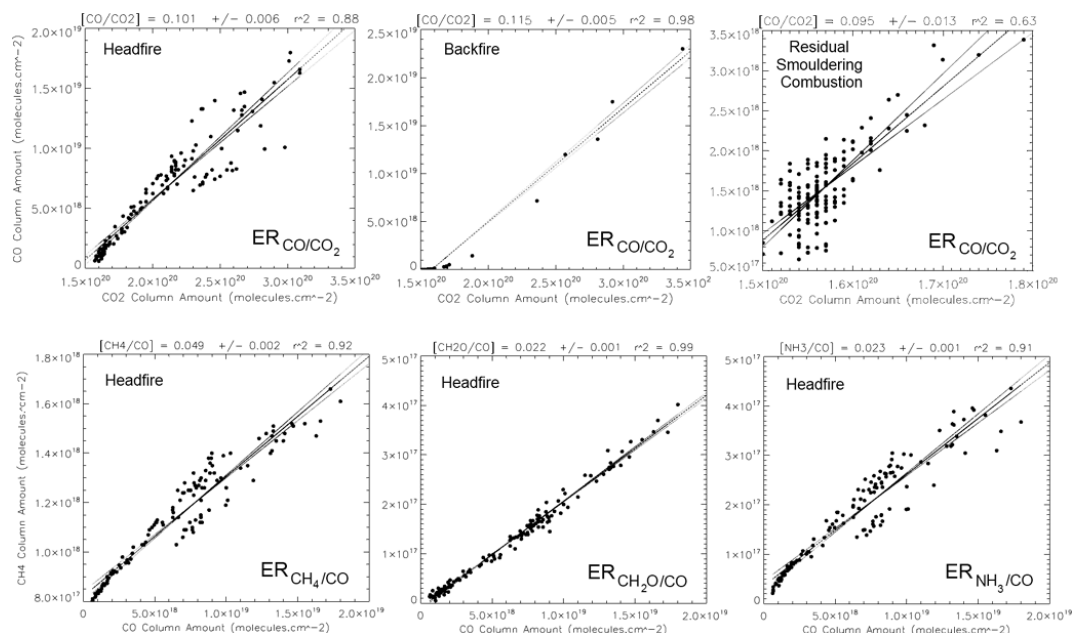 [CO/CO2] = 0.101 +/- 0.006 r^2 = 0.88
Headfire
2.0×10^19
1.5×10^19
1.0×10^19
5.0×10^18
0
CO Column Amount (molecules.cm^-2)
ER CO/CO2
1.5×10^20 2.0×10^20 2.5×10^20 3.0×10^20 3.5×10^20
CO2 Column Amount (molecules.cm^-2)
[CO/CO2] = 0.115 +/- 0.005 r^2 = 0.98
Backfire
2.5×10^19
2.0×10^19
1.5×10^19
1.0×10^19
5.0×10^18
0
ER CO/CO2
1.5×10^20 2.0×10^20 2.5×10^20 3.0×10^20 3.5×10^2
CO2 Column Amount (molecules.cm^-2)
[CO/CO2] = 0.095 +/- 0.013 r^2 = 0.63
Residual
Smouldering
Combustion
3.5×10^18
3.0×10^18
2.5×10^18
2.0×10^18
1.5×10^18
1.0×10^18
5.0×10^17
ER CO/CO2
1.5×10^20 1.6×10^20 1.7×10^20 1.8×10^20
CO2 Column Amount (molecules.cm^-2)
[CH4/CO] = 0.049 +/- 0.002 r^2 = 0.92
Headfire
1.8×10^18
1.6×10^18
1.4×10^18
1.2×10^18
1.0×10^18
8.0×10^17
CH4 Column Amount (molecules.^cm-2)
ER CH4/CO
0 5.0×10^18 1.0×10^19 1.5×10^19 2.0×10^19
CO Column Amount (molecules.cm^-2)
[CH2O/CO] = 0.022 +/- 0.001 r^2 = 0.99
Headfire
5×10^17
4×10^17
3×10^17
2×10^17
1×10^17
0
ER CH2O/CO
0 5.0×10^18 1.0×10^19 1.5×10^19 2.0×10^19
CO Column Amount (molecules.cm^-2)
[NH3/CO] = 0.023 +/- 0.001 r^2 = 0.91
Headfire
5×10^17
4×10^17
3×10^17
2×10^17
1×10^17
0
ER NH3/CO
0 5.0×10^18 1.0×10^19 1.5×10^19 2.0×10^19
CO Column Amount (molecules.cm^-2)